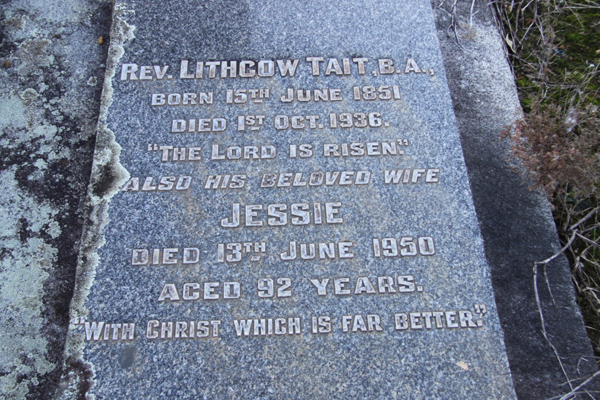 REV. LITHGOW TAIT, B.A.,
BORN 15TH JUNE 1851
DIED 1ST OCT. 1936.
"THE LORD IS RISEN."
ALSO HIS BELOVED WIFE
JESSIE
DIED 13TH JUNE 1950
AGED 92 YEARS.
"WITH CHRIST WHICH IS FAR BETTER."